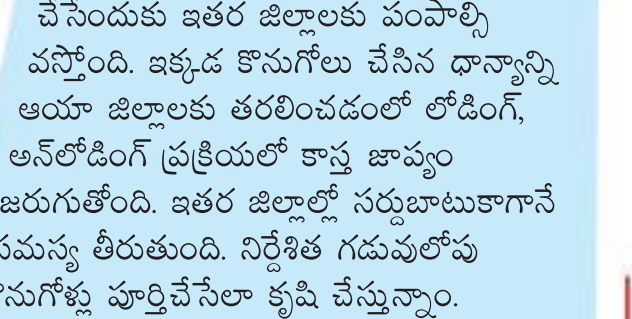 చేసేందుకు ఇతర జిల్లాలకు పంపాల్సి
వస్తోంది. ఇక్కడ కొనుగోలు చేసిన ధాన్యాన్ని
ఆయా జిల్లాలకు తరలించడంలో లోడింగ్,
అన్‌లోడింగ్ ప్రక్రియలో కాస్త జాప్యం
జరుగుతోంది. ఇతర జిల్లాల్లో సర్దుబాటుకాగానే
సమస్య తీరుతుంది. నిర్దేశిత గడువులోపు
నుగోళ్లు పూర్తిచేసేలా కృషి చేస్తున్నాం.